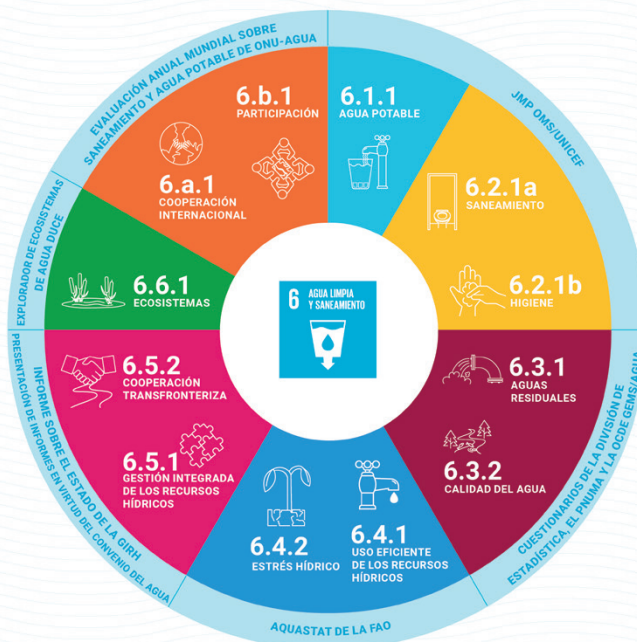 EVALUACIÓN ANUAL MUNDIAL SOBRE
SANEAMIENTO Y AGUA POTABLE DE ONU-AGUA
JMP OMS/UNICEF
6.b.1
PARTICIPACIÓN
6.1.1
AGUA POTABLE
6.a.1
COOPERACIÓN
INTERNACIONAL
6.2.1a
SANEAMIENTO
EXPLORADOR DE ECOSISTEMAS
DE AGUA DUCE
6.6.1
ECOSISTEMAS
6.2.1b
HIGIENE
6 AGUA LIMPIA
Y SANEAMIENTO
6.5.2
COOPERACIÓN
TRANSFRONTERIZA
6.3.1
AGUAS
RESIDUALES
6.5.1
GESTIÓN INTEGRADA
DE LOS RECURSOS
HÍDRICOS
6.3.2
CALIDAD DEL AGUA
6.4.2
ESTRÉS HÍDRICO
6.4.1
USO EFICIENTE
DE LOS RECURSOS
HÍDRICOS
INFORME SOBRE EL ESTADO DE LA GIRH
PRESENTACIÓN DE INFORMES EN VIRTUD DEL CONVENIO DEL AGUA
CUESTIONARIOS DE LA DIVISIÓN DE
ESTADÍSTICA, EL PNUMA Y LA OCDE GEMS/AGUA
AQUASTAT DE LA FAO